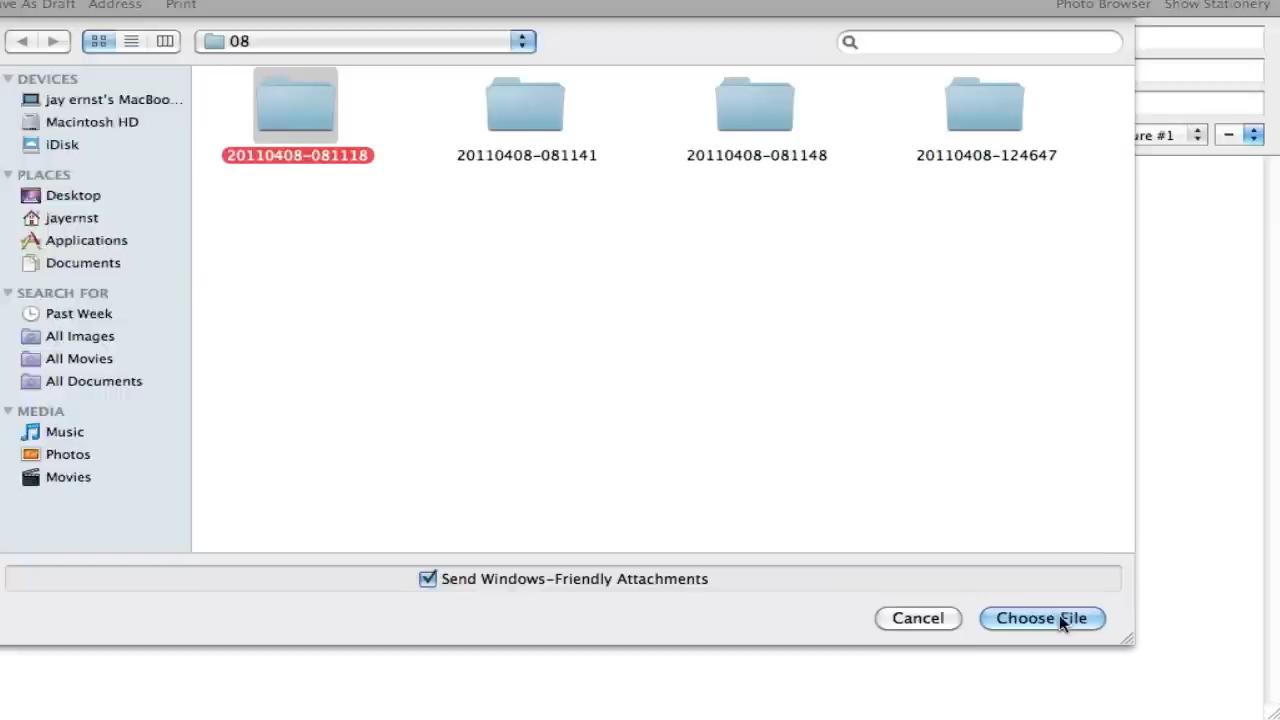 ve As Draft Address Print Photo Browser Show Stationery
08
DEVICES
jay ernst's MacBoo...
Macintosh HD
iDisk
PLACES
Desktop
jayernst
Applications
Documents
SEARCH FOR
Past Week
All Images
All Movies
All Documents
MEDIA
Music
Photos
Movies
20110408-081118 20110408-081141 20110408-081148 20110408-124647
ure #1
Send Windows-Friendly Attachments
Cancel Choose File